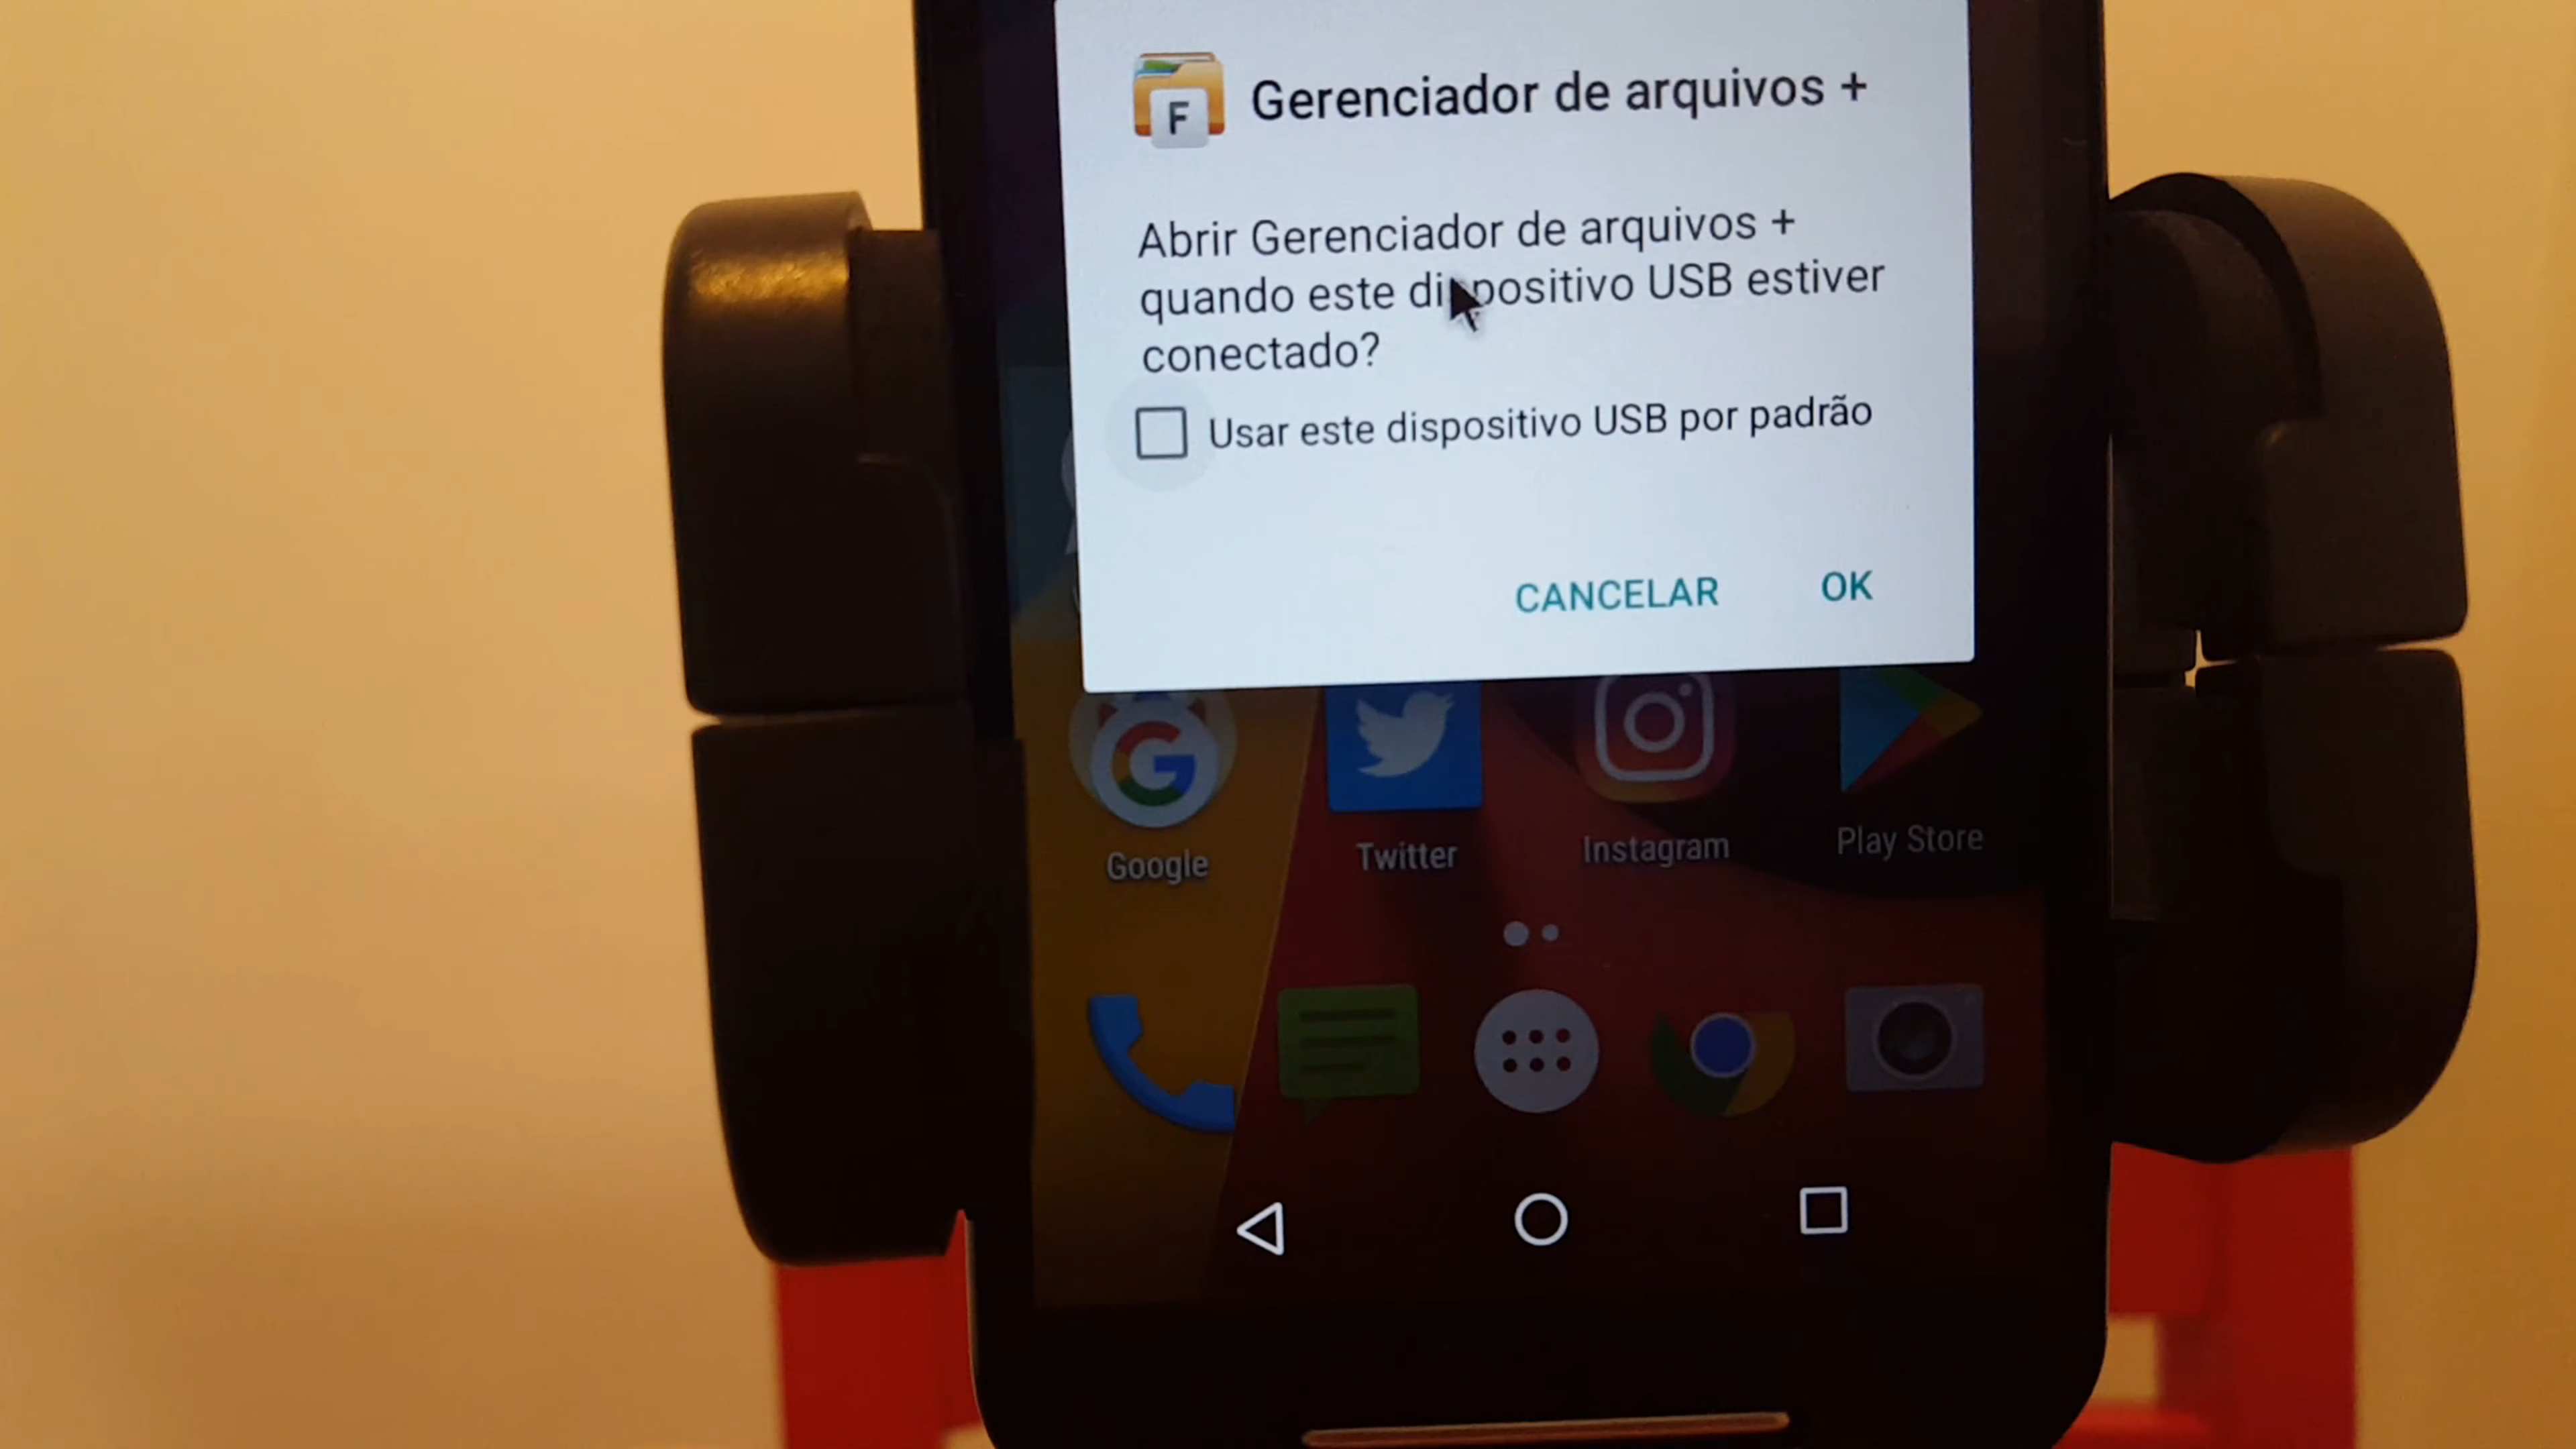 F
Gerenciador de arquivos +
Abrir Gerenciador de arquivos +
quando este dispositivo USB estiver
conectado?
Usar este dispositivo USB por padrão
CANCELAR OK
G
Google Twitter Instagram Play Store